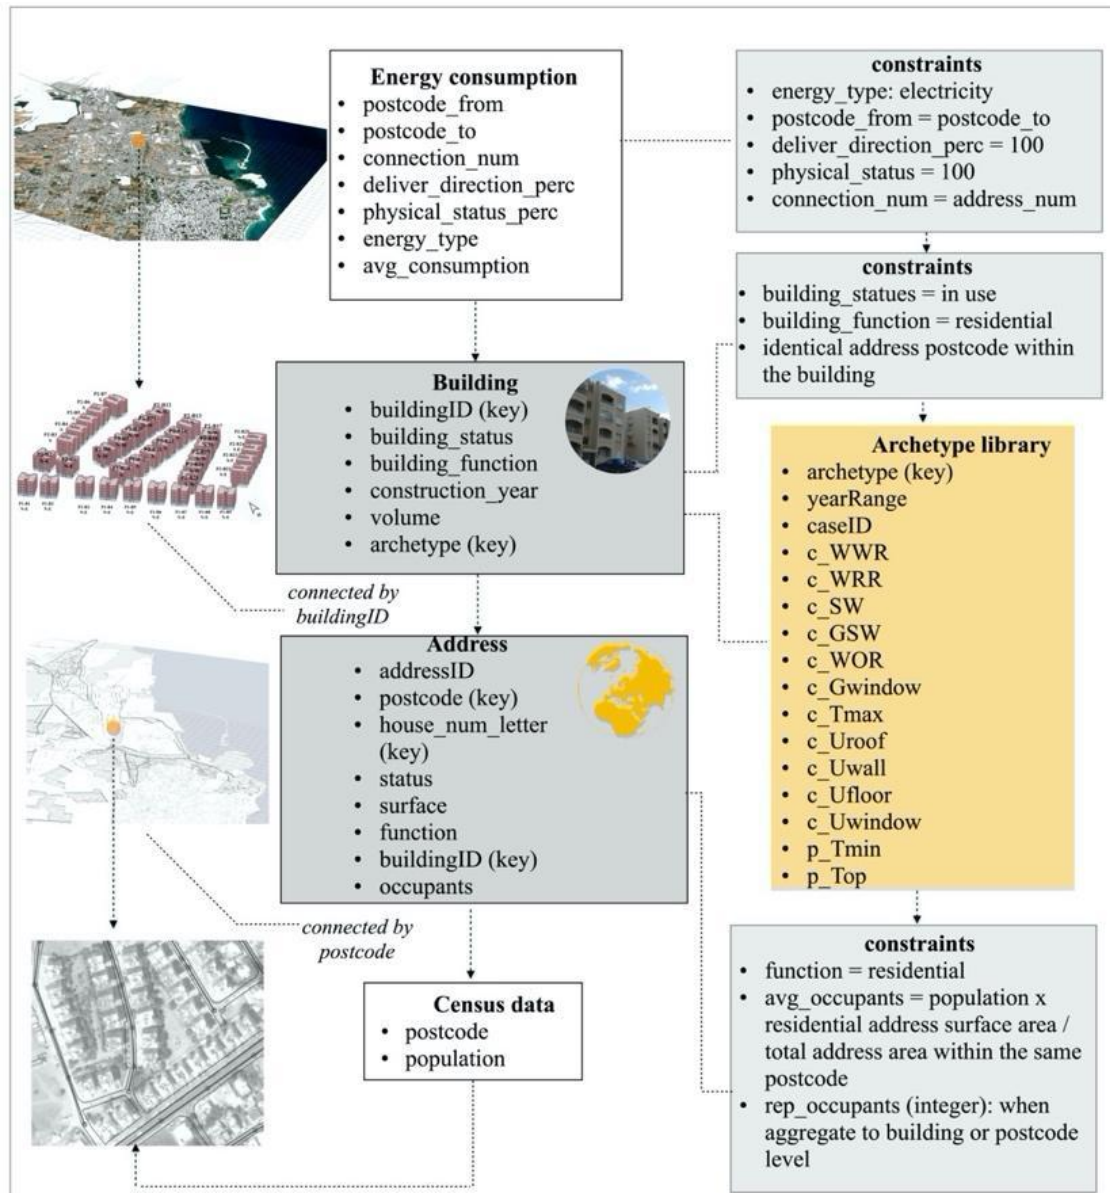 Energy consumption
• postcode_from
• postcode_to
• connection_num
• deliver_direction_perc
• physical_status_perc
• energy_type
• avg_consumption
constraints
• energy_type: electricity
• postcode_from = postcode_to
• deliver_direction_perc = 100
• physical_status = 100
• connection_num = address_num
constraints
• building_statues = in use
• building_function = residential
• identical address postcode within
the building
Building
• buildingID (key)
• building_status
• building_function
• construction_year
• volume
• archetype (key)
connected by
buildingID
Archetype library
• archetype (key)
• yearRange
• caseID
• c_WWR
• c_WRR
• c_SW
• c_GSW
• c_WOR
• c_Gwindow
• c_Tmax
• c_Uroof
• c_Uwall
• c_Ufloor
• c_Uwindow
• p_Tmin
• p_Top
Address
• addressID
• postcode (key)
• house_num_letter
(key)
• status
• surface
• function
• buildingID (key)
• occupants
connected by
postcode
Census data
• postcode
• population
constraints
• function = residential
• avg_occupants = population x
residential address surface area /
total address area within the same
postcode
• rep_occupants (integer): when
aggregate to building or postcode
level